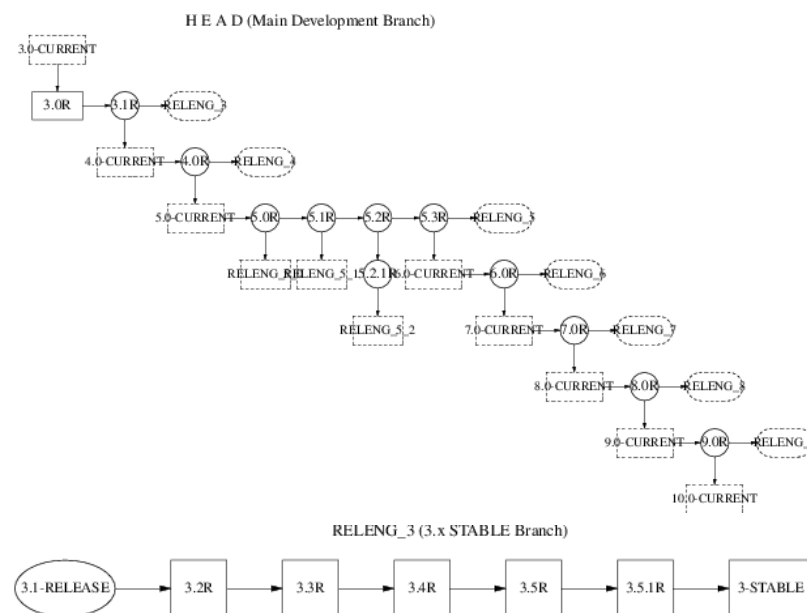 H E A D (Main Development Branch)
3.0-CURRENT
3.0R 3.1R RELENG_3
4.0-CURRENT 4.0R RELENG_4
5.0-CURRENT 5.0R 5.1R 5.2R 5.3R RELENG_5
RELENG_5_0 RELENG_5_1 5.2.1R 6.0-CURRENT 6.0R RELENG_6
RELENG_5_2 7.0-CURRENT 7.0R RELENG_7
8.0-CURRENT 8.0R RELENG_8
9.0-CURRENT 9.0R RELENG_
10.0-CURRENT
RELENG_3 (3.x STABLE Branch)
3.1-RELEASE 3.2R 3.3R 3.4R 3.5R 3.5.1R 3-STABLE